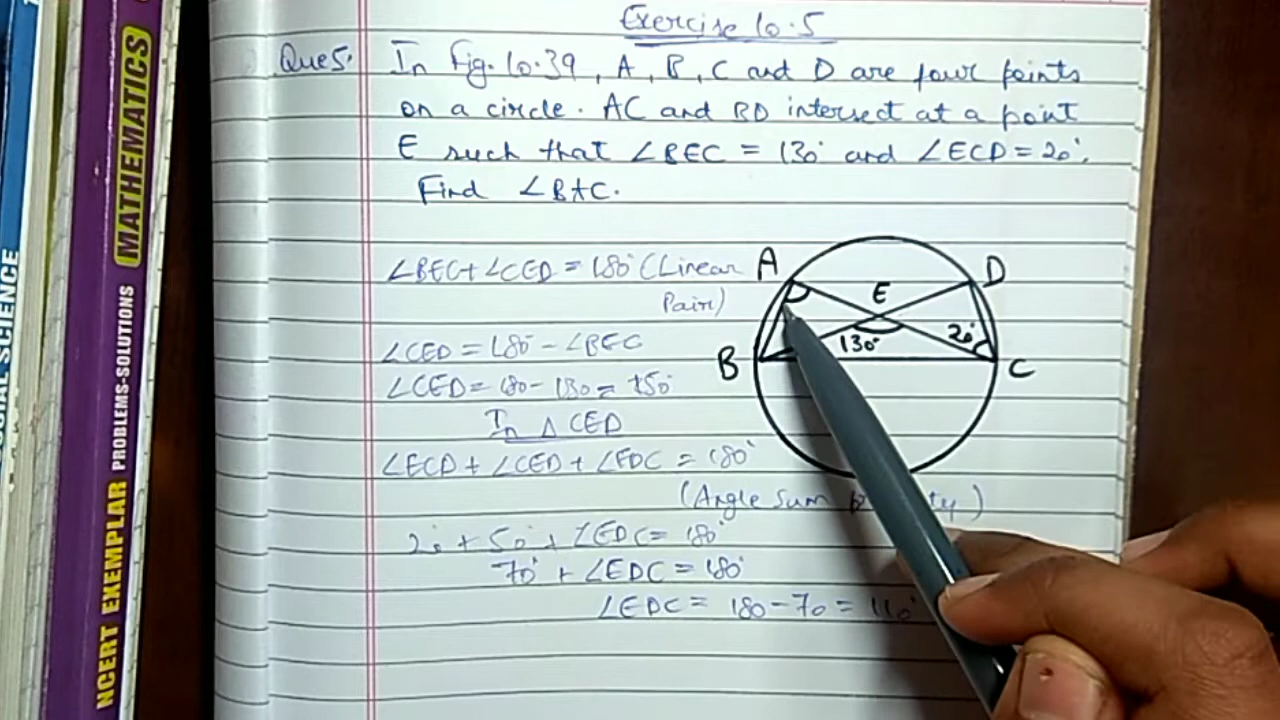 Exercise 10.5
Que5. In Fig. 10.39, A, B, C and D are four points
on a circle. AC and BD intersect at a point
E such that ∠BEC = 130° and ∠ECD = 20°.
Find ∠BAC.
∠BEC + ∠CED = 180° (Linear
Pair)
∠CED = 180° - ∠BEC
∠CED = 180 - 130 = 50°
In △ CED
∠ECD + ∠CED + ∠EDC = 180°
(Angle Sum
20° + 50° + ∠EDC = 180°
70° + ∠EDC = 180°
∠EDC = 180 - 70 = 110°
A
D
E
B
130°
20°
C
SOCIAL SCIENCE
NCERT EXEMPLAR PROBLEMS-SOLUTIONS MATHEMATICS